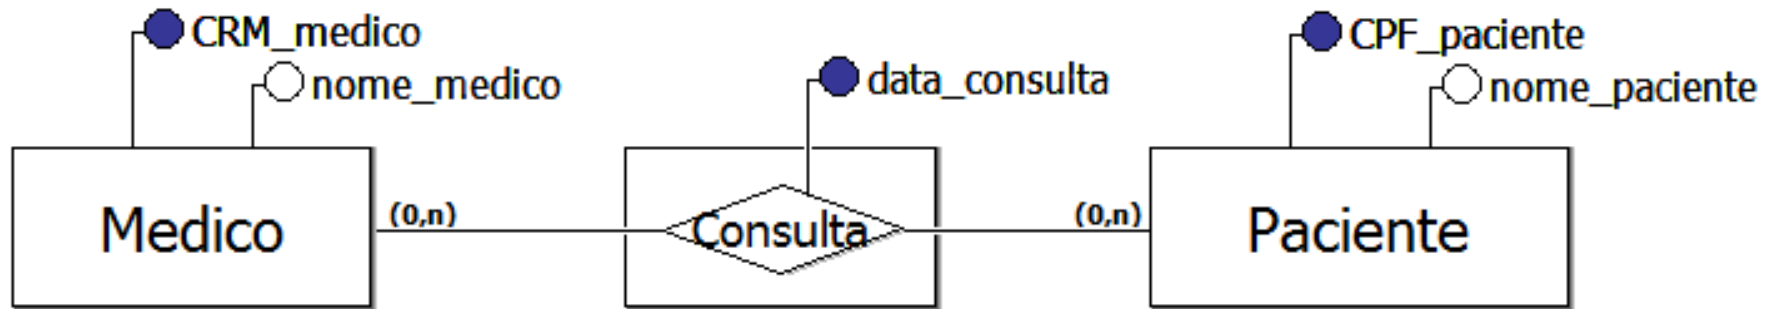 CRM_medico
nome_medico
data_consulta
CPF_paciente
nome_paciente
Medico
(0,n)
Consulta
(0,n)
Paciente